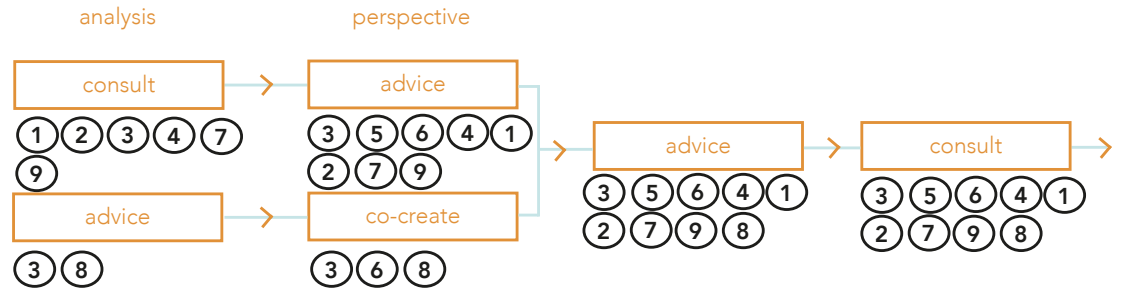 analysis perspective
consult advice
1 2 3 4 7 3 5 6 4 1
9 2 7 9
advice consult
3 5 6 4 1 3 5 6 4 1
2 7 9 8 2 7 9 8
advice co-create
3 8 3 6 8